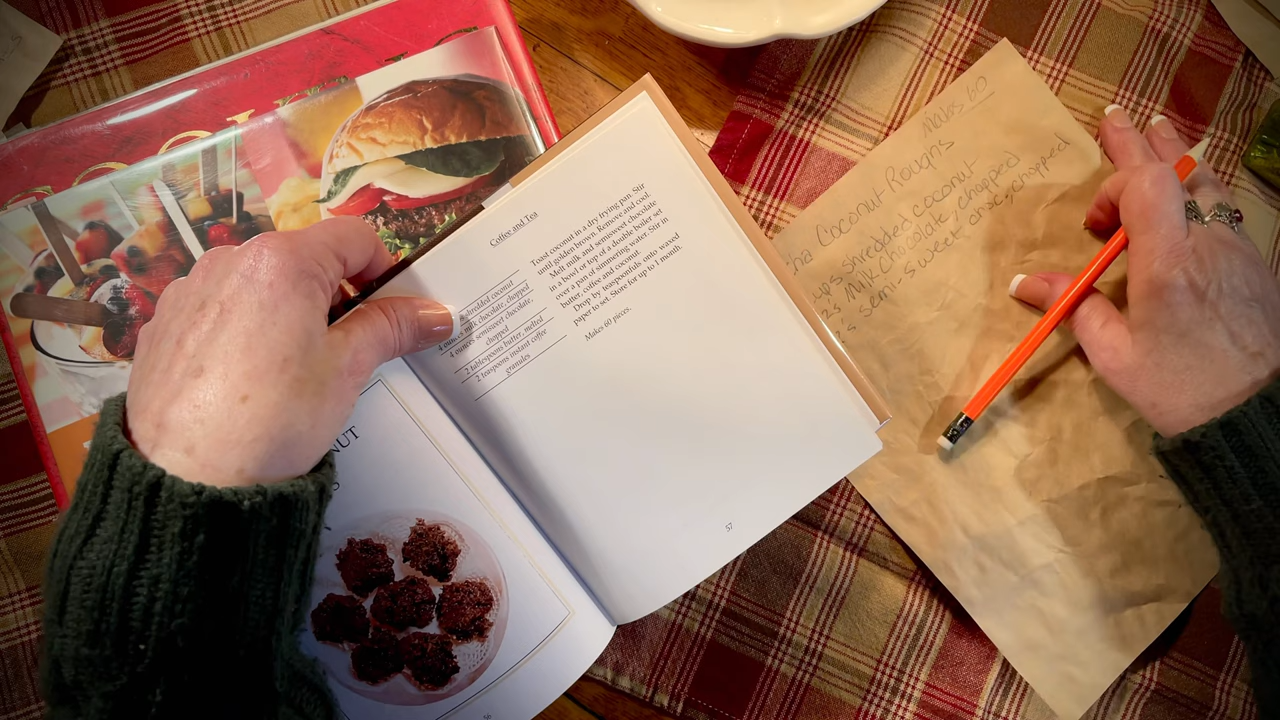 Coffee and Tea
shredded coconut
4 ounces milk chocolate, chopped
4 ounces semisweet chocolate,
chopped
2 tablespoons butter, melted
2 teaspoons instant coffee
granules
Toast coconut in a dry frying pan. Stir
until golden brown. Remove and cool.
Melt milk and semisweet chocolate
in a bowl or top of a double boiler set
over a pan of simmering water. Stir in
butter, coffee and coconut.
Drop by teaspoonfuls onto waxed
paper to set. Store for up to 1 month.
Makes 60 pieces.
57
NUT
S
56
Makes 60
cha Coconut Roughs
ups shredded coconut
Milk Chocolate, chopped
semi-sweet choc, chopped